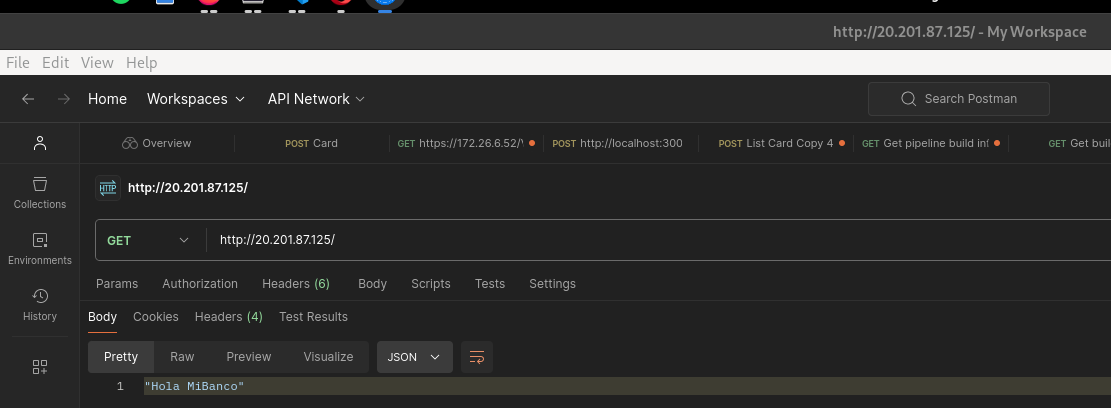 http://20.201.87.125/ - My Workspace
File Edit View Help
Home Workspaces API Network Search Postman
Overview POST Card GET https://172.26.6.52/ POST http://localhost:300 POST List Card Copy 4 GET Get pipeline build inf GET Get buil
HTTP http://20.201.87.125/
Collections
Environments
History
GET http://20.201.87.125/
Params Authorization Headers (6) Body Scripts Tests Settings
Body Cookies Headers (4) Test Results
Pretty Raw Preview Visualize JSON
1 "Hola MiBanco"